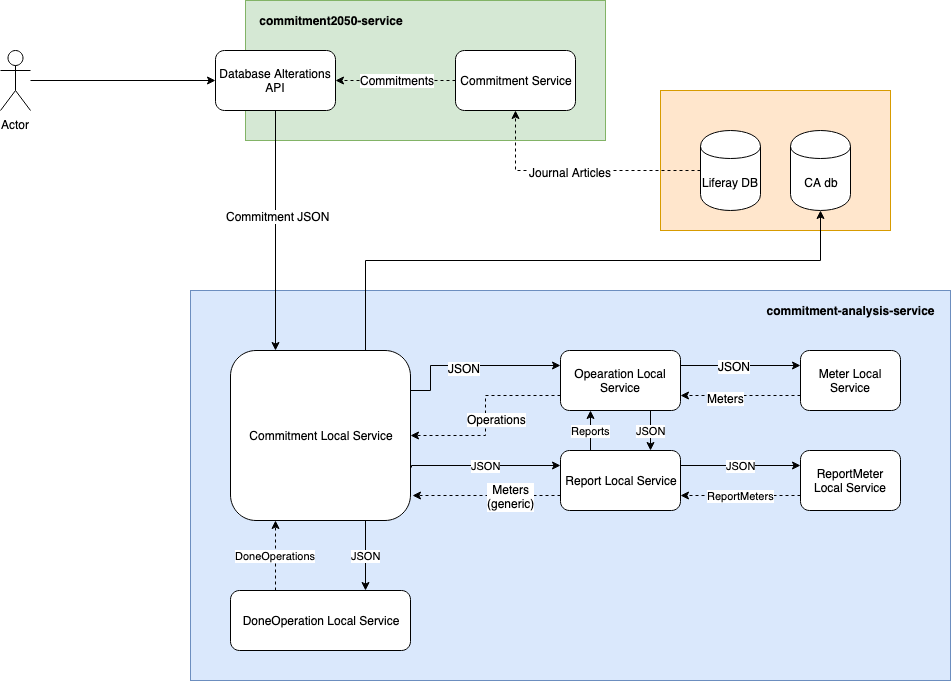 commitment2050-service
Database Alterations
API
Commitments
Commitment Service
Actor
Journal Articles
Liferay DB
CA db
Commitment JSON
commitment-analysis-service
JSON
Opearation Local
Service
JSON
Meter Local
Service
Meters
Operations
Commitment Local Service
Reports
JSON
JSON
Report Local Service
JSON
ReportMeter
Local Service
Meters
(generic)
ReportMeters
DoneOperations
JSON
DoneOperation Local Service